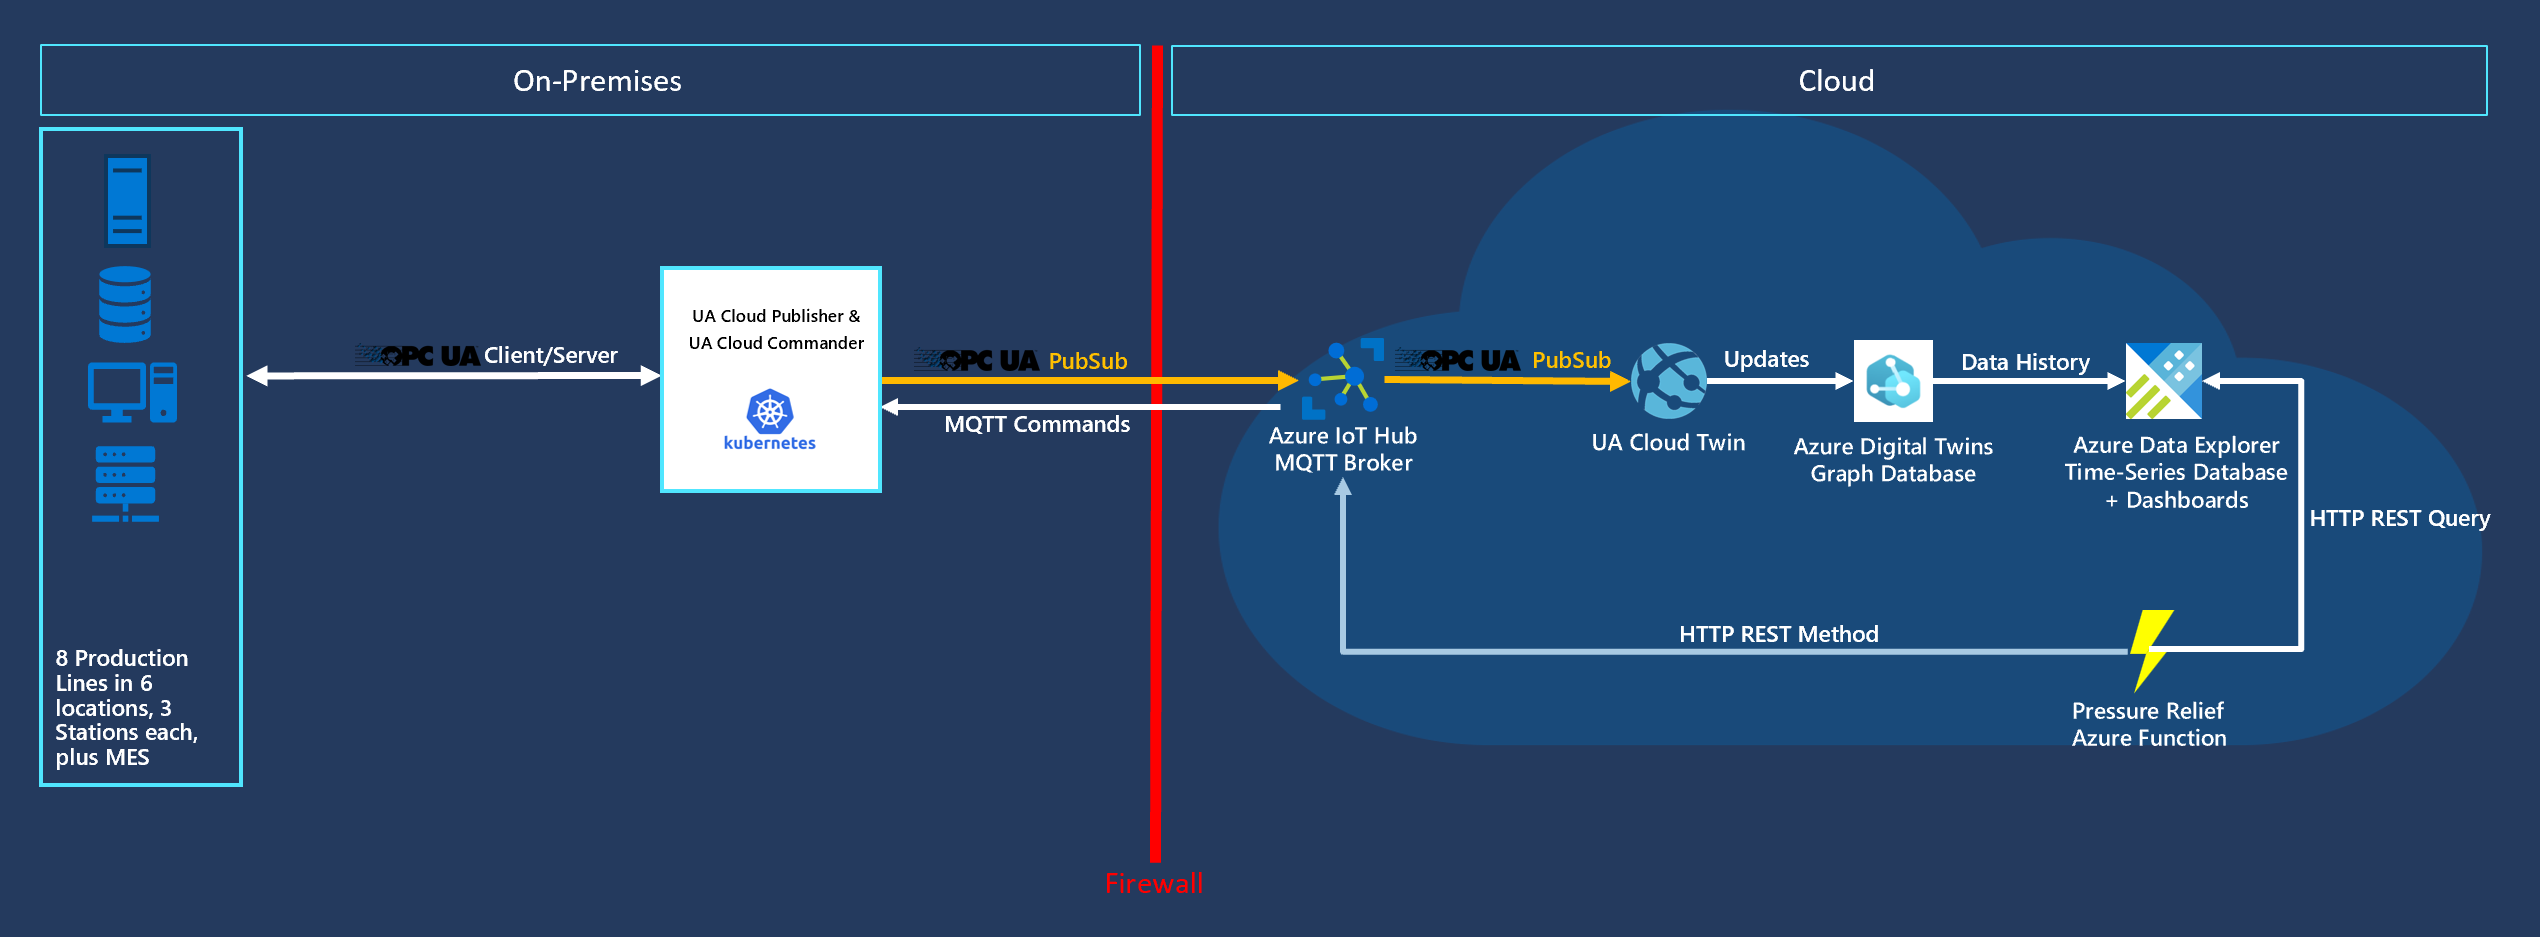 On-Premises
Cloud
UA Cloud Publisher &
UA Cloud Commander
kubernetes
OPC UA Client/Server
OPC UA PubSub
MQTT Commands
OPC UA PubSub
Updates
Data History
Azure IoT Hub
MQTT Broker
UA Cloud Twin
Azure Digital Twins
Graph Database
Azure Data Explorer
Time-Series Database
+ Dashboards
HTTP REST Query
HTTP REST Method
8 Production
Lines in 6
locations, 3
Stations each,
plus MES
Pressure Relief
Azure Function
Firewall